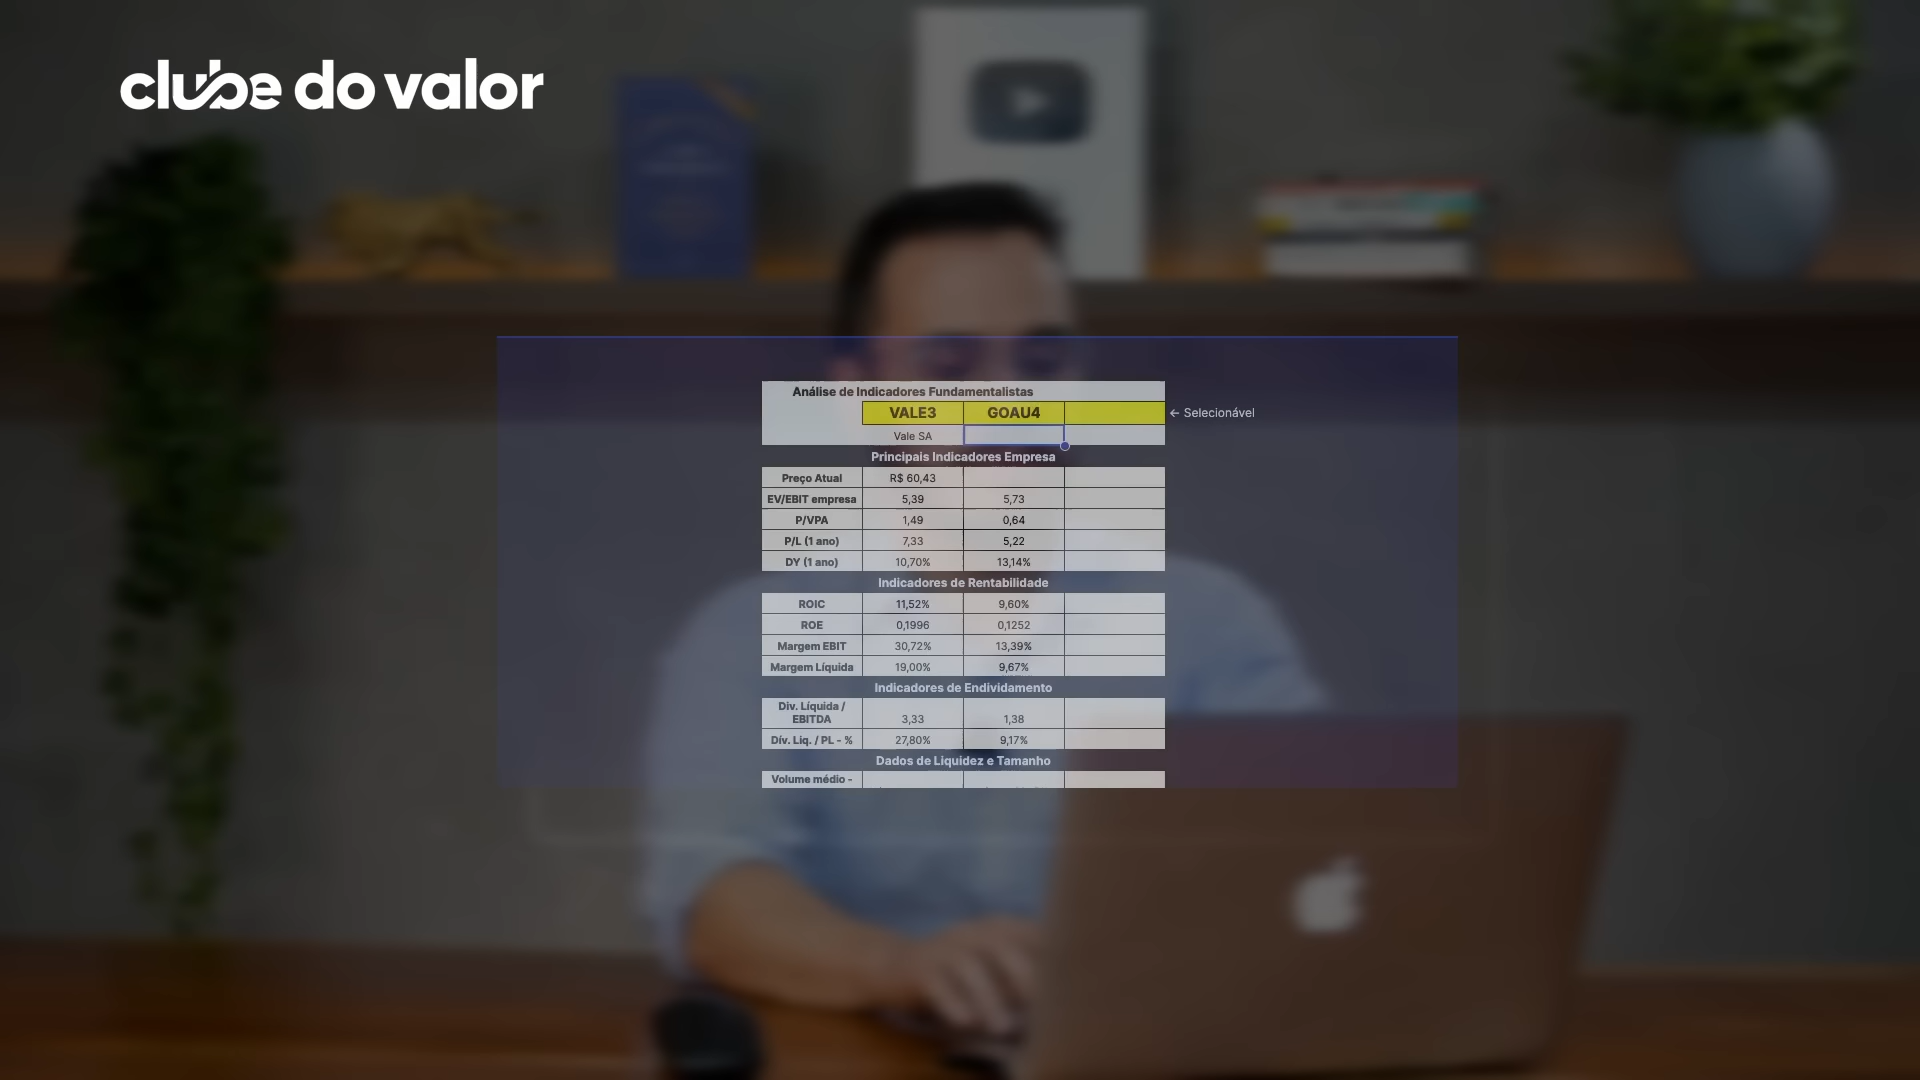 clube do valor
Análise de Indicadores Fundamentalistas
VALE3 GOAU4 ← Selecionável
Vale SA
Principais Indicadores Empresa
Preço Atual R$ 60,43
EV/EBIT empresa 5,39 5,73
P/VPA 1,49 0,64
P/L (1 ano) 7,33 5,22
DY (1 ano) 10,70% 13,14%
Indicadores de Rentabilidade
ROIC 11,52% 9,60%
ROE 0,1996 0,1252
Margem EBIT 30,72% 13,39%
Margem Líquida 19,00% 9,67%
Indicadores de Endividamento
Div. Líquida /
EBITDA 3,33 1,38
Dív. Liq. / PL - % 27,80% 9,17%
Dados de Liquidez e Tamanho
Volume médio -